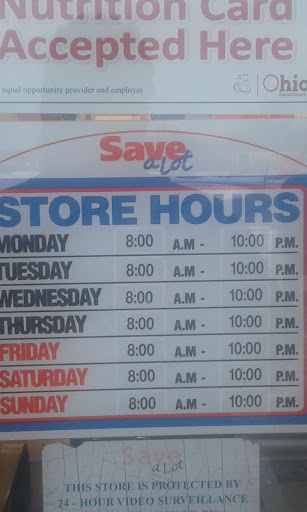 Nutrition Card
Accepted Here
equal opportunity provider and employer.
Ohio
Save
a Lot
STORE HOURS
MONDAY 8:00 A.M - 10:00 P.M.
TUESDAY 8:00 A.M - 10:00 P.M.
WEDNESDAY 8:00 A.M - 10:00 P.M.
THURSDAY 8:00 A.M - 10:00 P.M.
FRIDAY 8:00 A.M - 10:00 P.M.
SATURDAY 8:00 A.M - 10:00 P.M.
SUNDAY 8:00 A.M - 10:00 P.M.
Save
a Lot
THIS STORE IS PROTECTED BY
24 - HOUR VIDEO SURVEILLANCE